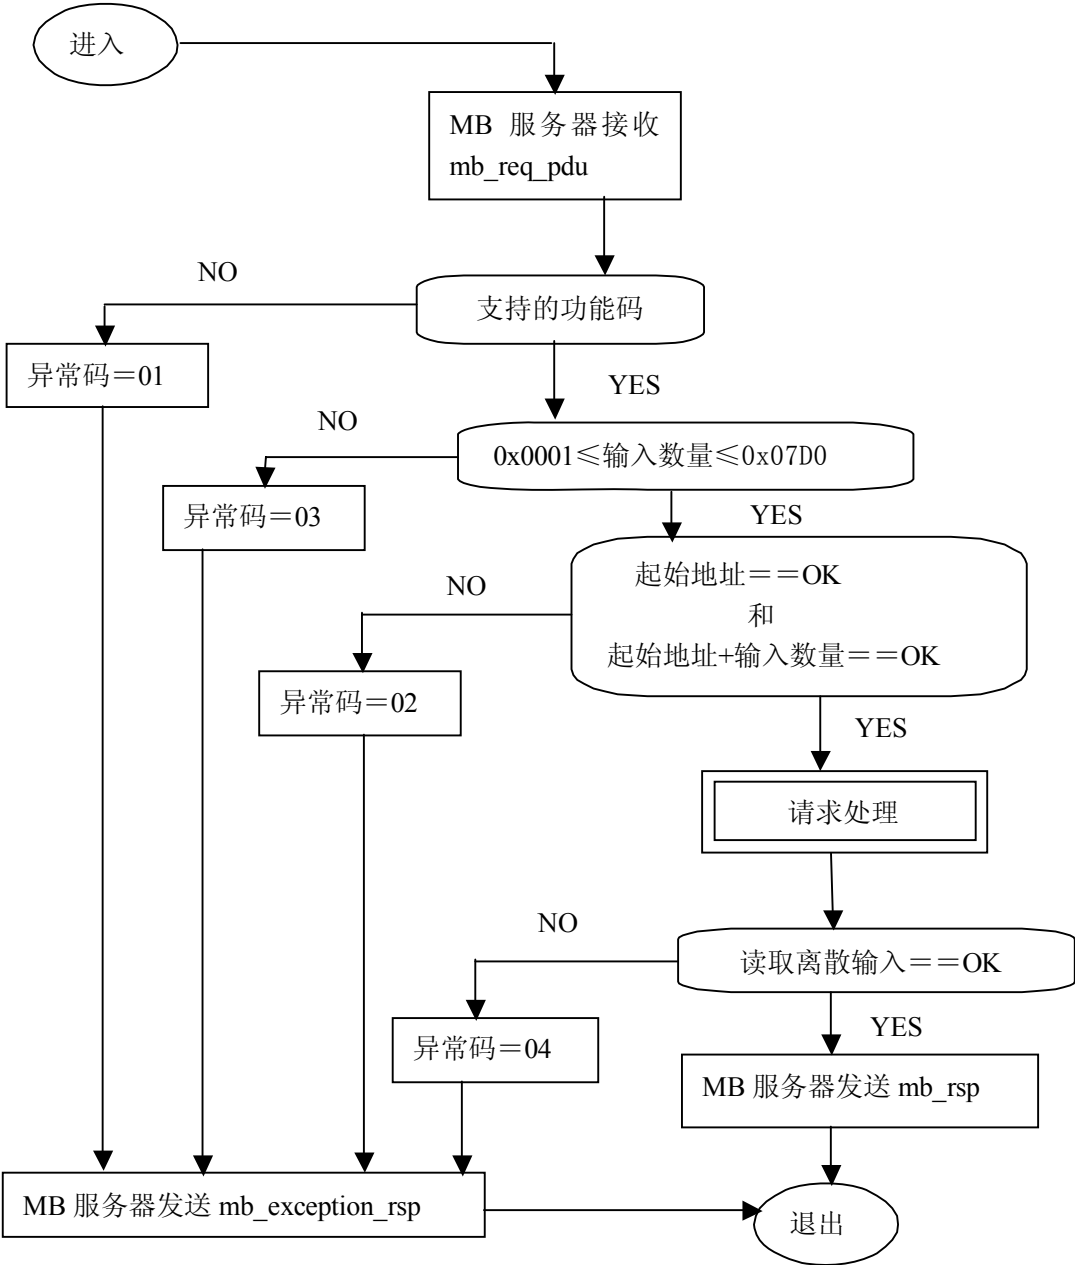 进入
MB 服务器接收
mb_req_pdu
NO
支持的功能码
异常码＝01
YES
NO
0x0001≤输入数量≤0x07D0
异常码＝03
YES
起始地址＝＝OK
NO
和
起始地址+输入数量＝＝OK
异常码＝02
YES
请求处理
NO
读取离散输入＝＝OK
YES
异常码＝04
MB 服务器发送 mb_rsp
MB 服务器发送 mb_exception_rsp
退出